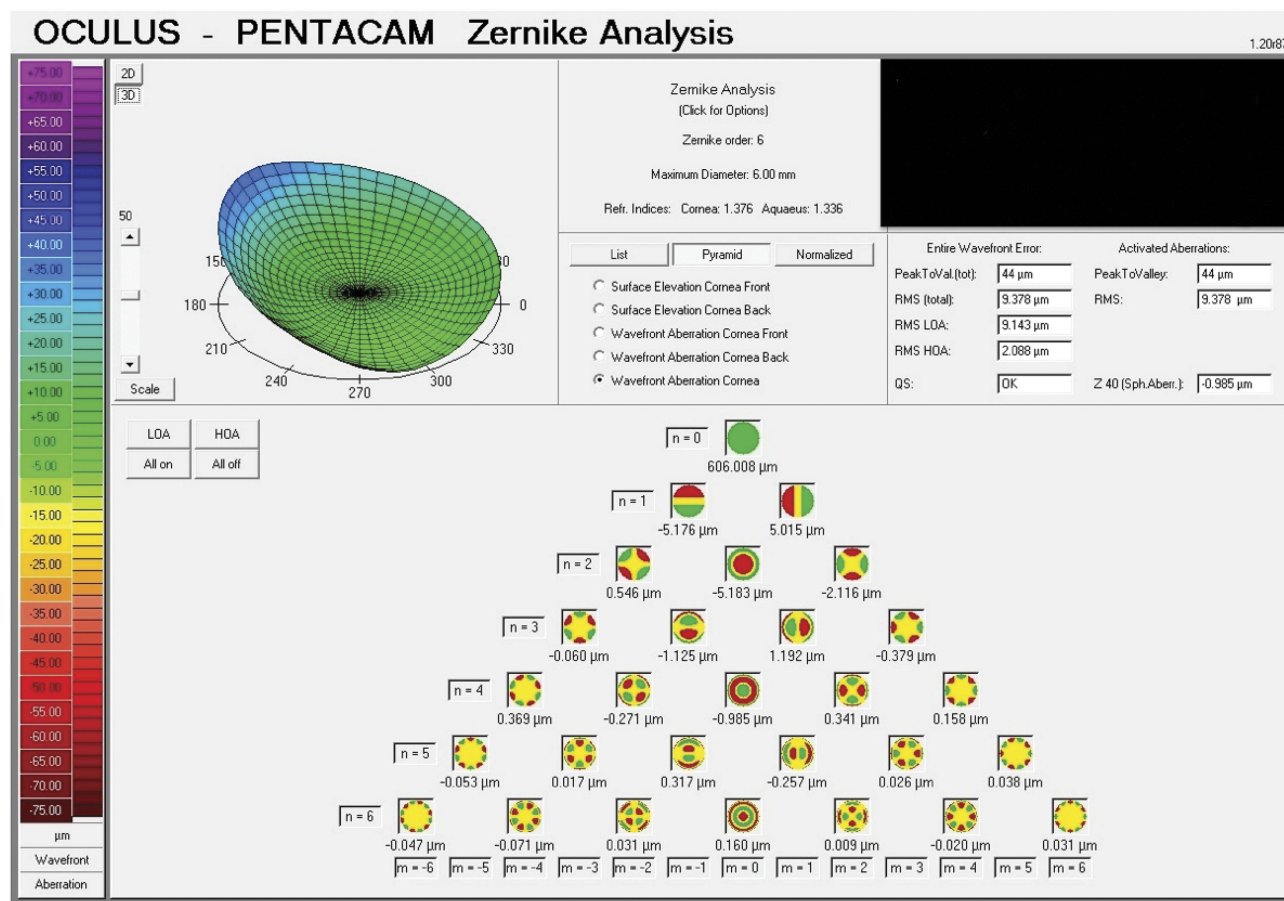 OCULUS - PENTACAM Zernike Analysis
1.20r87
+75.00
+70.00
+65.00
+60.00
+55.00
+50.00
+45.00
+40.00
+35.00
+30.00
+25.00
+20.00
+15.00
+10.00
+5.00
0.00
-5.00
-10.00
-15.00
-20.00
-25.00
-30.00
-35.00
-40.00
-45.00
-50.00
-55.00
-60.00
-65.00
-70.00
-75.00
µm
Wavefront
Aberration
2D
3D
50
Scale
180
210
240
270
300
330
0
Zernike Analysis
(Click for Options)
Zernike order: 6
Maximum Diameter: 6.00 mm
Refr. Indices: Cornea: 1.376 Aquaeus: 1.336
List Pyramid Normalized
Surface Elevation Cornea Front
Surface Elevation Cornea Back
Wavefront Aberration Cornea Front
Wavefront Aberration Cornea Back
Wavefront Aberration Cornea
Entire Wavefront Error: Activated Aberrations:
PeakToVal.(tot): 44 µm PeakToValley: 44 µm
RMS (total): 9.378 µm RMS: 9.378 µm
RMS LOA: 9.143 µm
RMS HOA: 2.088 µm
QS: OK Z 40 (Sph.Aberr.): -0.985 µm
LOA HOA
All on All off
n = 0
606.008 µm
n = 1
-5.176 µm 5.015 µm
n = 2
0.546 µm -5.183 µm -2.116 µm
n = 3
-0.060 µm -1.125 µm 1.192 µm -0.379 µm
n = 4
0.369 µm -0.271 µm -0.985 µm 0.341 µm 0.158 µm
n = 5
-0.053 µm 0.017 µm 0.317 µm -0.257 µm 0.026 µm 0.038 µm
n = 6
-0.047 µm -0.071 µm 0.031 µm 0.160 µm 0.009 µm -0.020 µm 0.031 µm
m = -6 m = -5 m = -4 m = -3 m = -2 m = -1 m = 0 m = 1 m = 2 m = 3 m = 4 m = 5 m = 6